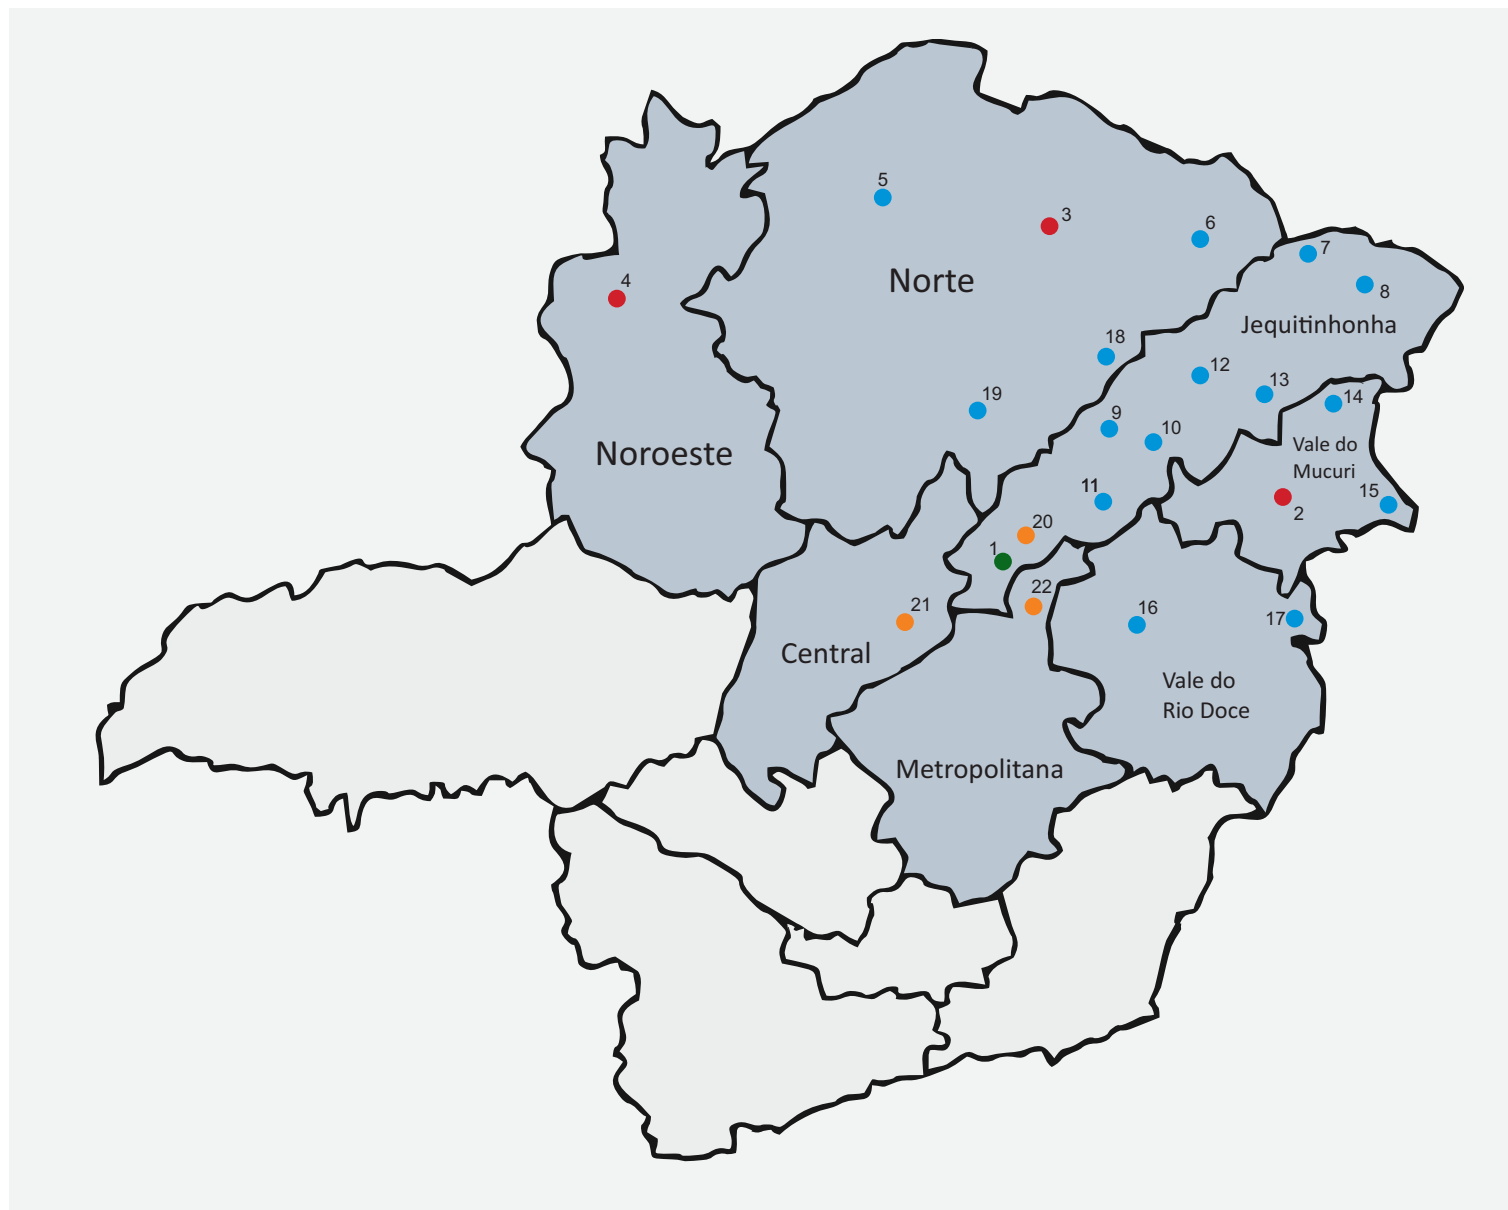 5
3
6
7
4
Norte
8
Jequitinhonha
18
12
13
19
14
9
10
Noroeste
Vale do
Mucuri
11
15
2
20
1
22
21
16
17
Central
Vale do
Rio Doce
Metropolitana